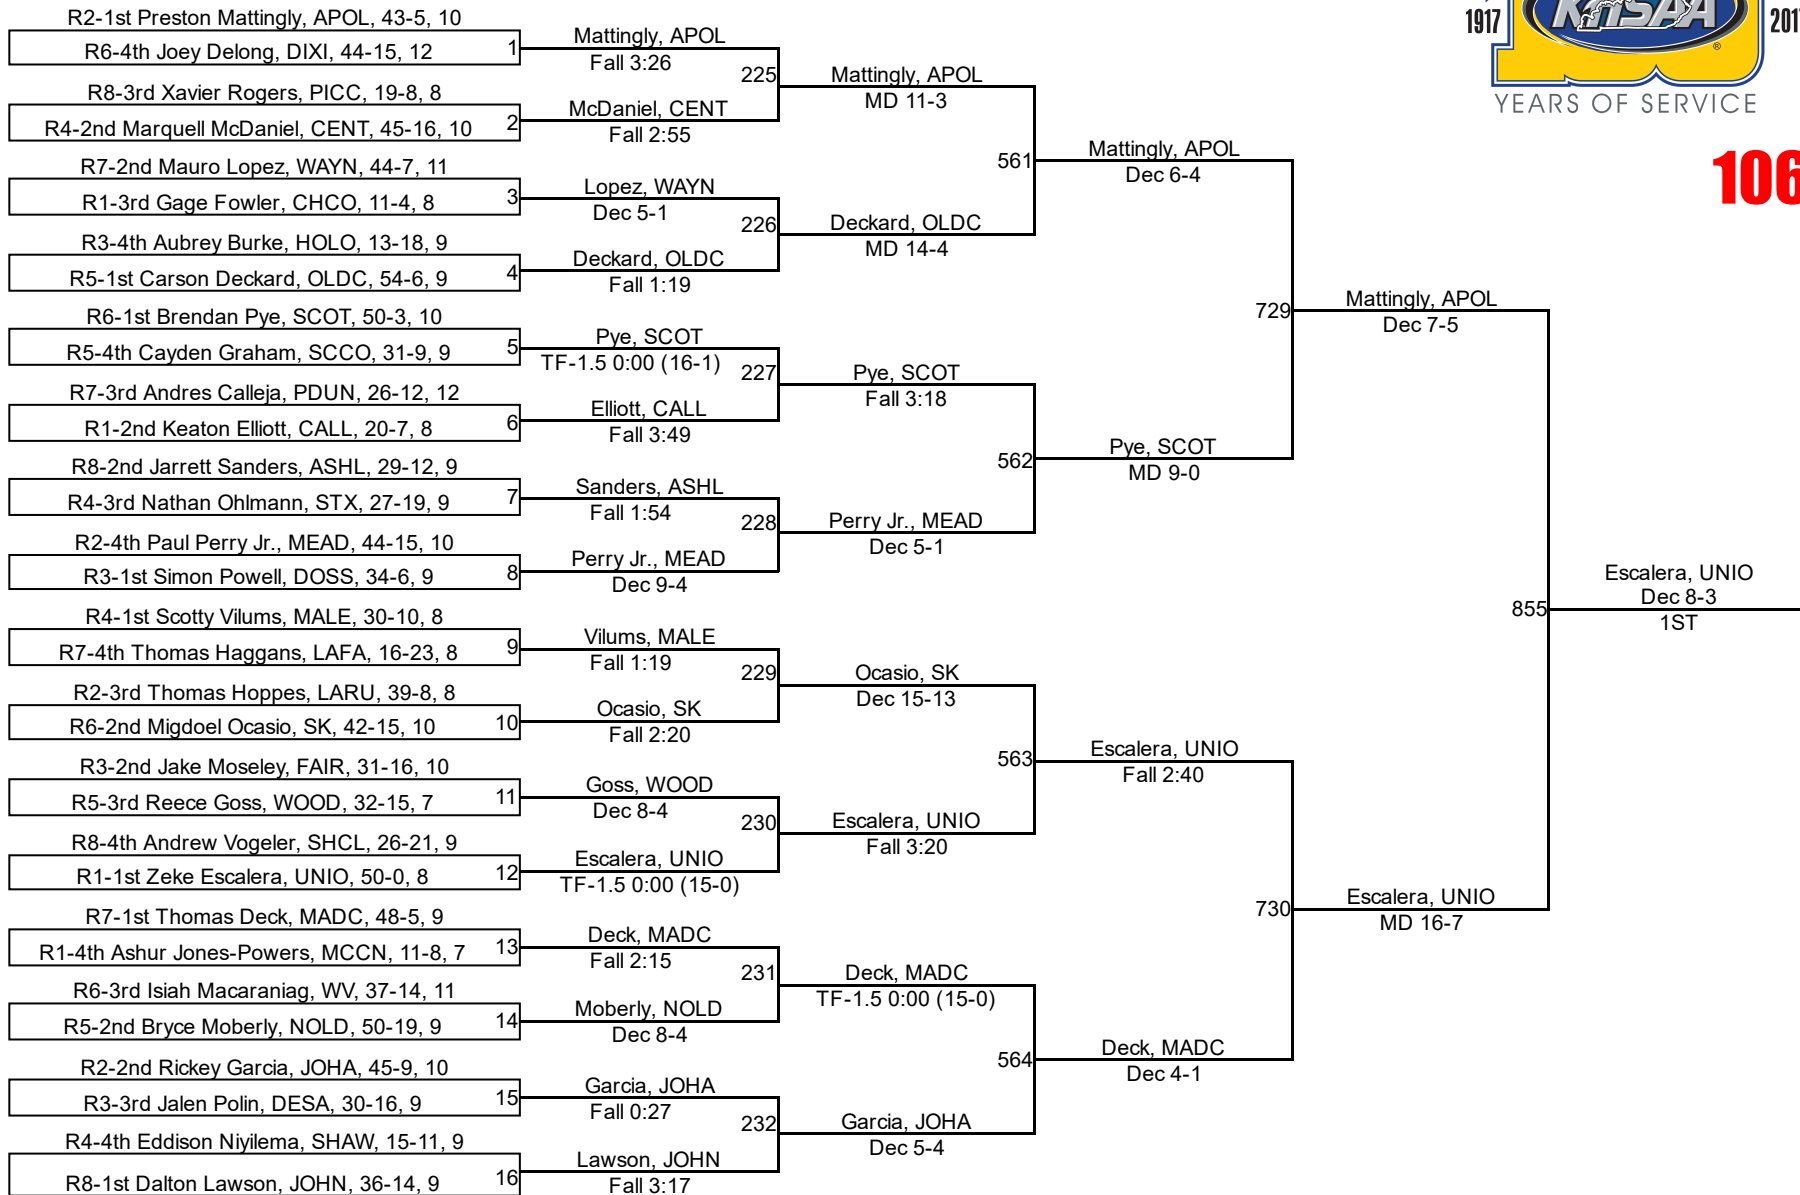 R2-1st Preston Mattingly, APOL, 43-5, 10
R6-4th Joey Delong, DIXI, 44-15, 12
1
R8-3rd Xavier Rogers, PICC, 19-8, 8
R4-2nd Marquell McDaniel, CENT, 45-16, 10
2
R7-2nd Mauro Lopez, WAYN, 44-7, 11
R1-3rd Gage Fowler, CHCO, 11-4, 8
3
R3-4th Aubrey Burke, HOLO, 13-18, 9
R5-1st Carson Deckard, OLDC, 54-6, 9
4
R6-1st Brendan Pye, SCOT, 50-3, 10
R5-4th Cayden Graham, SCCO, 31-9, 9
5
R7-3rd Andres Calleja, PDUN, 26-12, 12
R1-2nd Keaton Elliott, CALL, 20-7, 8
6
R8-2nd Jarrett Sanders, ASHL, 29-12, 9
R4-3rd Nathan Ohlmann, STX, 27-19, 9
7
R2-4th Paul Perry Jr., MEAD, 44-15, 10
R3-1st Simon Powell, DOSS, 34-6, 9
8
R4-1st Scotty Vilums, MALE, 30-10, 8
R7-4th Thomas Haggans, LAFA, 16-23, 8
9
R2-3rd Thomas Hoppes, LARU, 39-8, 8
R6-2nd Migdoel Ocasio, SK, 42-15, 10
10
R3-2nd Jake Moseley, FAIR, 31-16, 10
R5-3rd Reece Goss, WOOD, 32-15, 7
11
R8-4th Andrew Vogeler, SHCL, 26-21, 9
R1-1st Zeke Escalera, UNIO, 50-0, 8
12
R7-1st Thomas Deck, MADC, 48-5, 9
R1-4th Ashur Jones-Powers, MCCN, 11-8, 7
13
R6-3rd Isiah Macaraniag, WV, 37-14, 11
R5-2nd Bryce Moberly, NOLD, 50-19, 9
14
R2-2nd Rickey Garcia, JOHA, 45-9, 10
R3-3rd Jalen Polin, DESA, 30-16, 9
15
R4-4th Eddison Niyilema, SHAW, 15-11, 9
R8-1st Dalton Lawson, JOHN, 36-14, 9
16
Mattingly, APOL
Fall 3:26
225
McDaniel, CENT
Fall 2:55
Lopez, WAYN
Dec 5-1
226
Deckard, OLDC
Fall 1:19
Pye, SCOT
TF-1.5 0:00 (16-1)
227
Elliott, CALL
Fall 3:49
Sanders, ASHL
Fall 1:54
228
Perry Jr., MEAD
Dec 9-4
Vilums, MALE
Fall 1:19
229
Ocasio, SK
Fall 2:20
Goss, WOOD
Dec 8-4
230
Escalera, UNIO
TF-1.5 0:00 (15-0)
Deck, MADC
Fall 2:15
231
Moberly, NOLD
Dec 8-4
Garcia, JOHA
Fall 0:27
232
Lawson, JOHN
Fall 3:17
Mattingly, APOL
MD 11-3
561
Deckard, OLDC
MD 14-4
Pye, SCOT
Fall 3:18
562
Perry Jr., MEAD
Dec 5-1
Ocasio, SK
Dec 15-13
563
Escalera, UNIO
Fall 3:20
Deck, MADC
TF-1.5 0:00 (15-0)
564
Garcia, JOHA
Dec 5-4
Mattingly, APOL
Dec 6-4
729
Pye, SCOT
MD 9-0
Escalera, UNIO
Fall 2:40
730
Deck, MADC
Dec 4-1
Mattingly, APOL
Dec 7-5
855
Escalera, UNIO
MD 16-7
Escalera, UNIO
Dec 8-3
1ST
1917
KHSAA
®
201
YEARS OF SERVICE
106